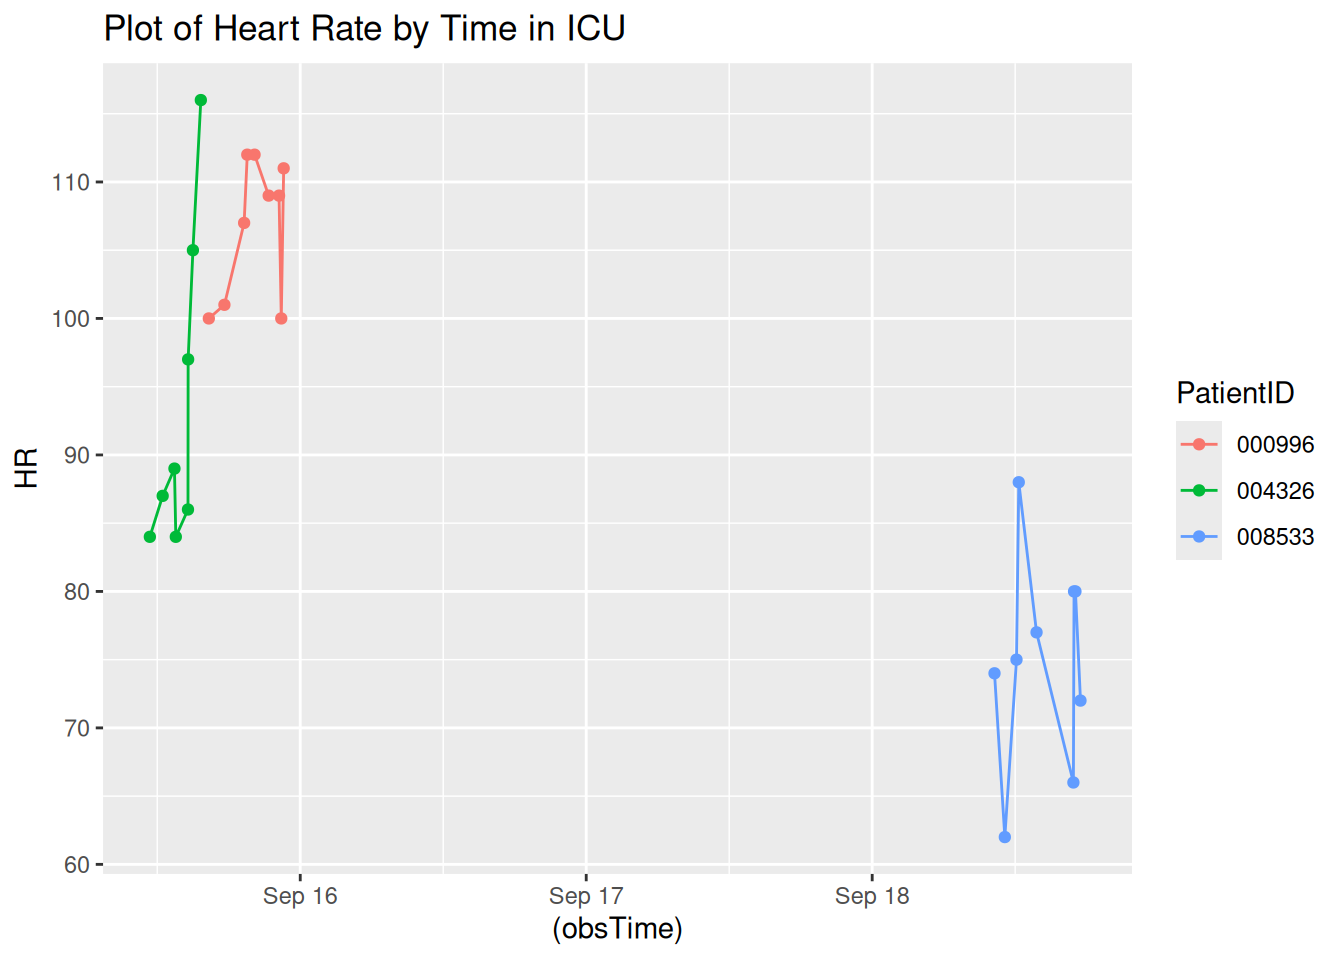 Plot of Heart Rate by Time in ICU
110
100
90
80
70
60
HR
Sep 16
Sep 17
Sep 18
(obsTime)
PatientID
000996
004326
008533